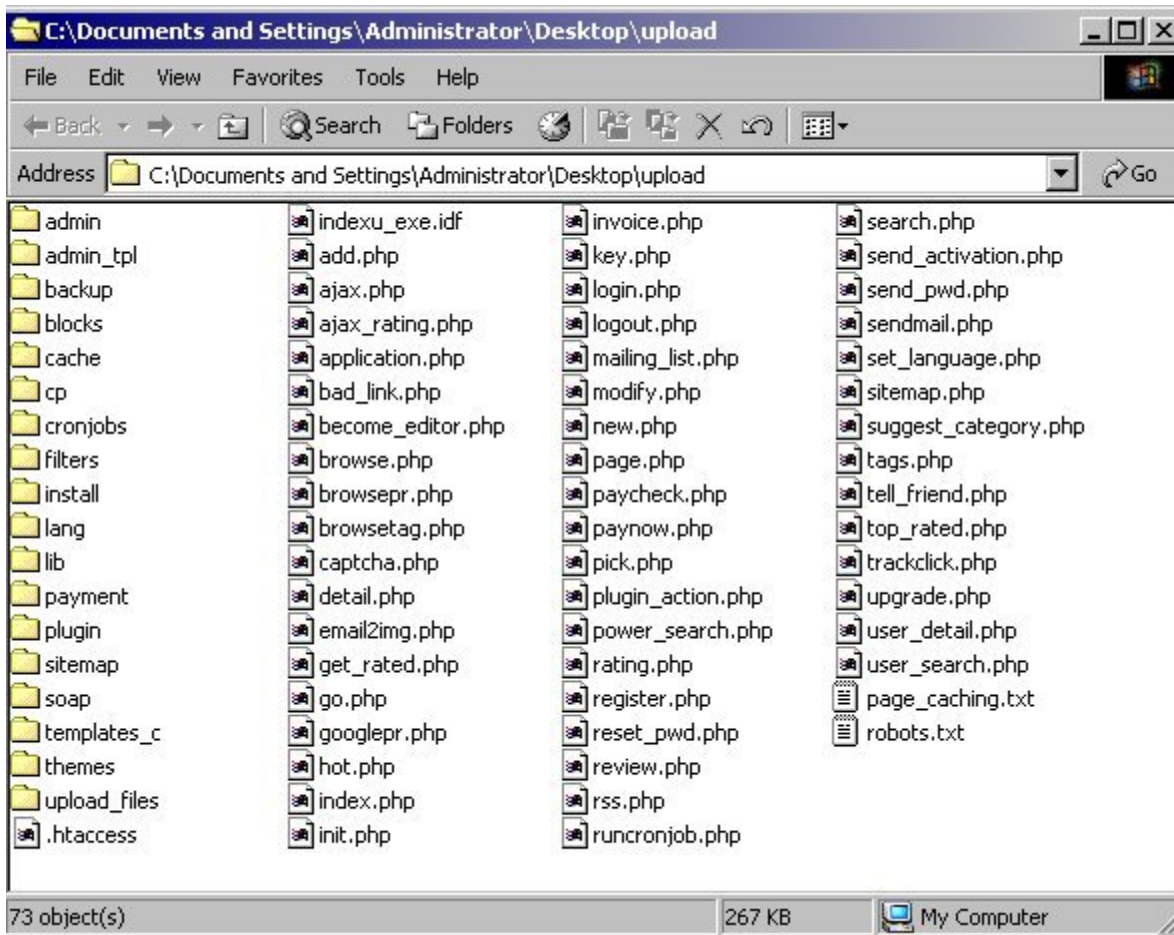 C:\Documents and Settings\Administrator\Desktop\upload
File Edit View Favorites Tools Help
Back Search Folders
Address C:\Documents and Settings\Administrator\Desktop\upload Go
admin
admin_tpl
backup
blocks
cache
cp
cronjobs
filters
install
lang
lib
payment
plugin
sitemap
soap
templates_c
themes
upload_files
.htaccess
indexu_exe.idf
add.php
ajax.php
ajax_rating.php
application.php
bad_link.php
become_editor.php
browse.php
browsepr.php
browsetag.php
captcha.php
detail.php
email2img.php
get_rated.php
go.php
googlepr.php
hot.php
index.php
init.php
invoice.php
key.php
login.php
logout.php
mailing_list.php
modify.php
new.php
page.php
paycheck.php
paynow.php
pick.php
plugin_action.php
power_search.php
rating.php
register.php
reset_pwd.php
review.php
rss.php
runcronjob.php
search.php
send_activation.php
send_pwd.php
sendmail.php
set_language.php
sitemap.php
suggest_category.php
tags.php
tell_friend.php
top_rated.php
trackclick.php
upgrade.php
user_detail.php
user_search.php
page_caching.txt
robots.txt
73 object(s) 267 KB My Computer